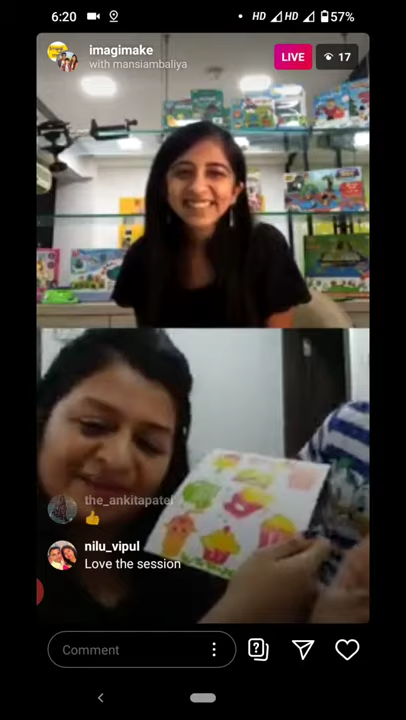 6:20
HD
HD
57%
imagimake
with mansiambaliya
LIVE
17
the_ankitapatel
nilu_vipul
Love the session
Comment